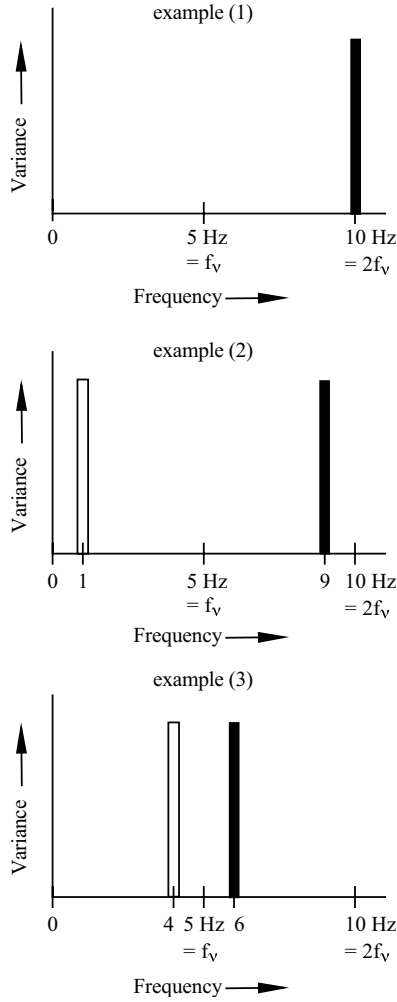 example (1)
Variance
0 5 Hz 10 Hz
= fν = 2fν
Frequency
example (2)
Variance
0 1 5 Hz 9 10 Hz
= fν = 2fν
Frequency
example (3)
Variance
0 4 5 Hz 6 10 Hz
= fν = 2fν
Frequency